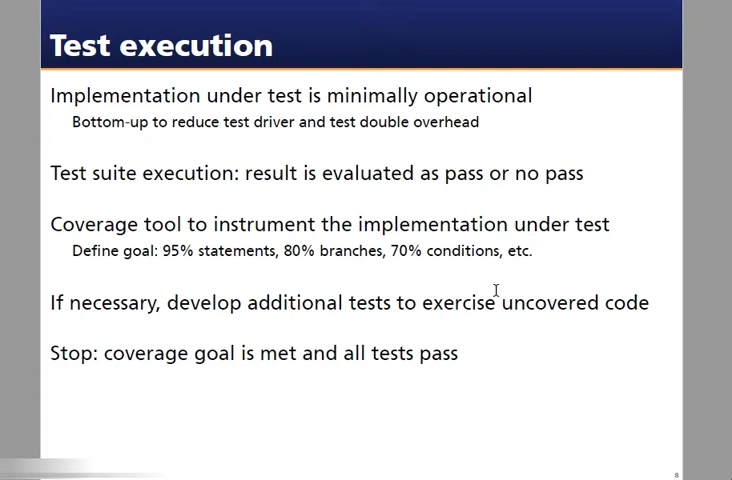 Test execution
Implementation under test is minimally operational
Bottom-up to reduce test driver and test double overhead
Test suite execution: result is evaluated as pass or no pass
Coverage tool to instrument the implementation under test
Define goal: 95% statements, 80% branches, 70% conditions, etc.
If necessary, develop additional tests to exercise uncovered code
Stop: coverage goal is met and all tests pass
8